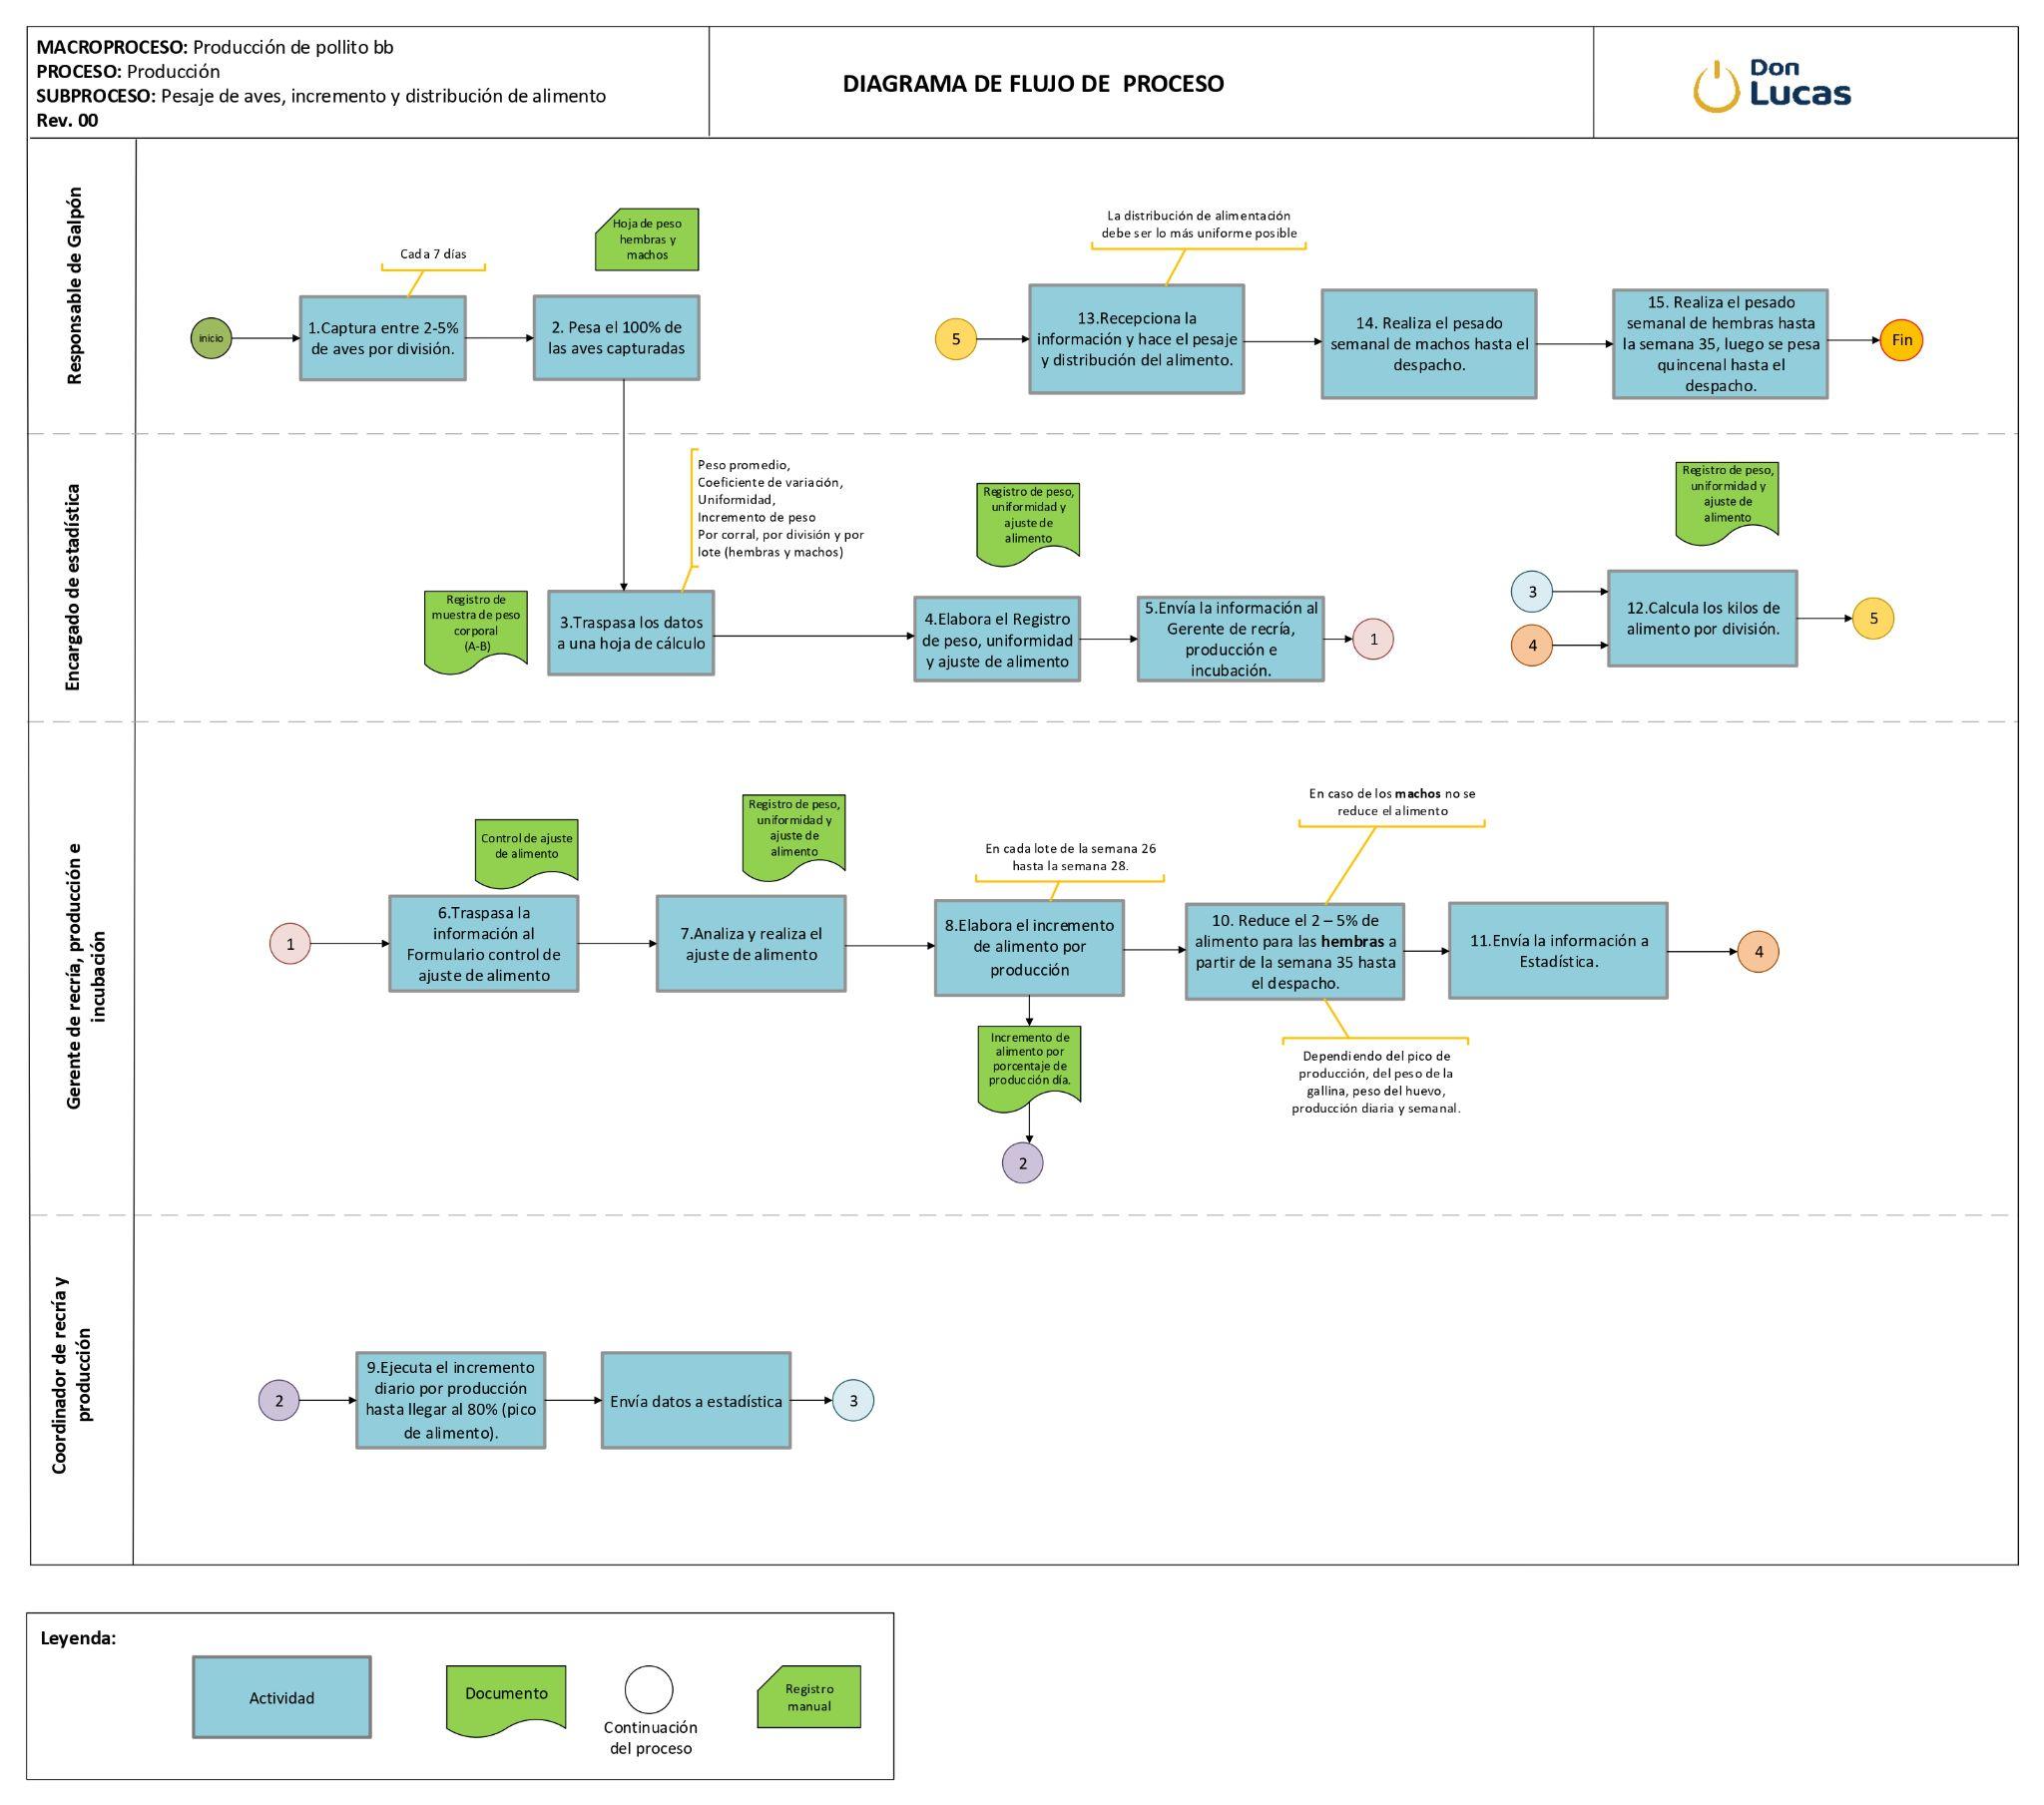 MACROPROCESO: Producción de pollito bb
PROCESO: Producción
SUBPROCESO: Pesaje de aves, incremento y distribución de alimento
Rev. 00
DIAGRAMA DE FLUJO DE PROCESO
Don
Lucas
Responsable de Galpón
inicio
Cada 7 días
1.Captura entre 2-5%
de aves por división.
Hoja de peso
hembras y
machos
2. Pesa el 100% de
las aves capturadas
5
La distribución de alimentación
debe ser lo más uniforme posible
13.Recepciona la
información y hace el pesaje
y distribución del alimento.
14. Realiza el pesado
semanal de machos hasta el
despacho.
15. Realiza el pesado
semanal de hembras hasta
la semana 35, luego se pesa
quincenal hasta el
despacho.
Fin
Encargado de estadística
Registro de
muestra de peso
corporal
(A-B)
Peso promedio,
Coeficiente de variación,
Uniformidad,
Incremento de peso
Por corral, por división y por
lote (hembras y machos)
3.Traspasa los datos
a una hoja de cálculo
Registro de peso,
uniformidad y
ajuste de
alimento
4.Elabora el Registro
de peso, uniformidad
y ajuste de alimento
5.Envía la información al
Gerente de recría,
producción e
incubación.
1
3
4
Registro de peso,
uniformidad y
ajuste de
alimento
12.Calcula los kilos de
alimento por división.
5
Gerente de recría, producción e
incubación
1
Control de ajuste
de alimento
6.Traspasa la
información al
Formulario control de
ajuste de alimento
Registro de peso,
uniformidad y
ajuste de
alimento
7.Analiza y realiza el
ajuste de alimento
En cada lote de la semana 26
hasta la semana 28.
8.Elabora el incremento
de alimento por
producción
Incremento de
alimento por
porcentaje de
producción día.
2
En caso de los machos no se
reduce el alimento
10. Reduce el 2 – 5% de
alimento para las hembras a
partir de la semana 35 hasta
el despacho.
Dependiendo del pico de
producción, del peso de la
gallina, peso del huevo,
producción diaria y semanal.
11.Envía la información a
Estadística.
4
Coordinador de recría y
producción
2
9.Ejecuta el incremento
diario por producción
hasta llegar al 80% (pico
de alimento).
Envía datos a estadística
3
Leyenda:
Actividad
Documento
Continuación
del proceso
Registro
manual